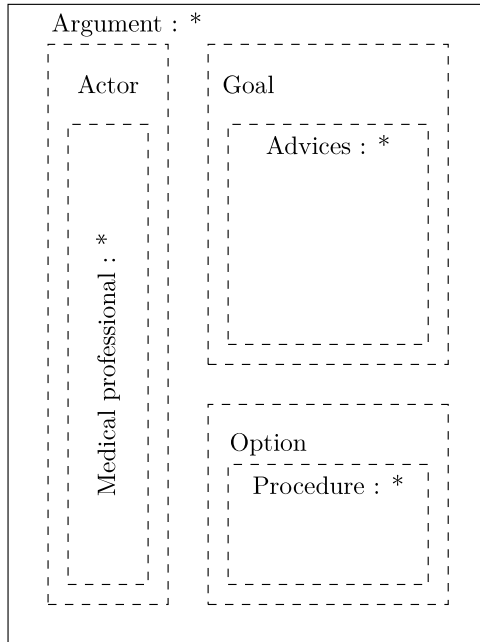 Argument : *
Actor
Medical professional : *
Goal
Advices : *
Option
Procedure : *